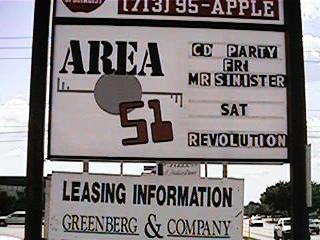 (713) 95-APPLE
AREA 51
CD PARTY
FRI
MR SINISTER
SAT
REVOLUTION
LEASING INFORMATION
GREENBERG & COMPANY